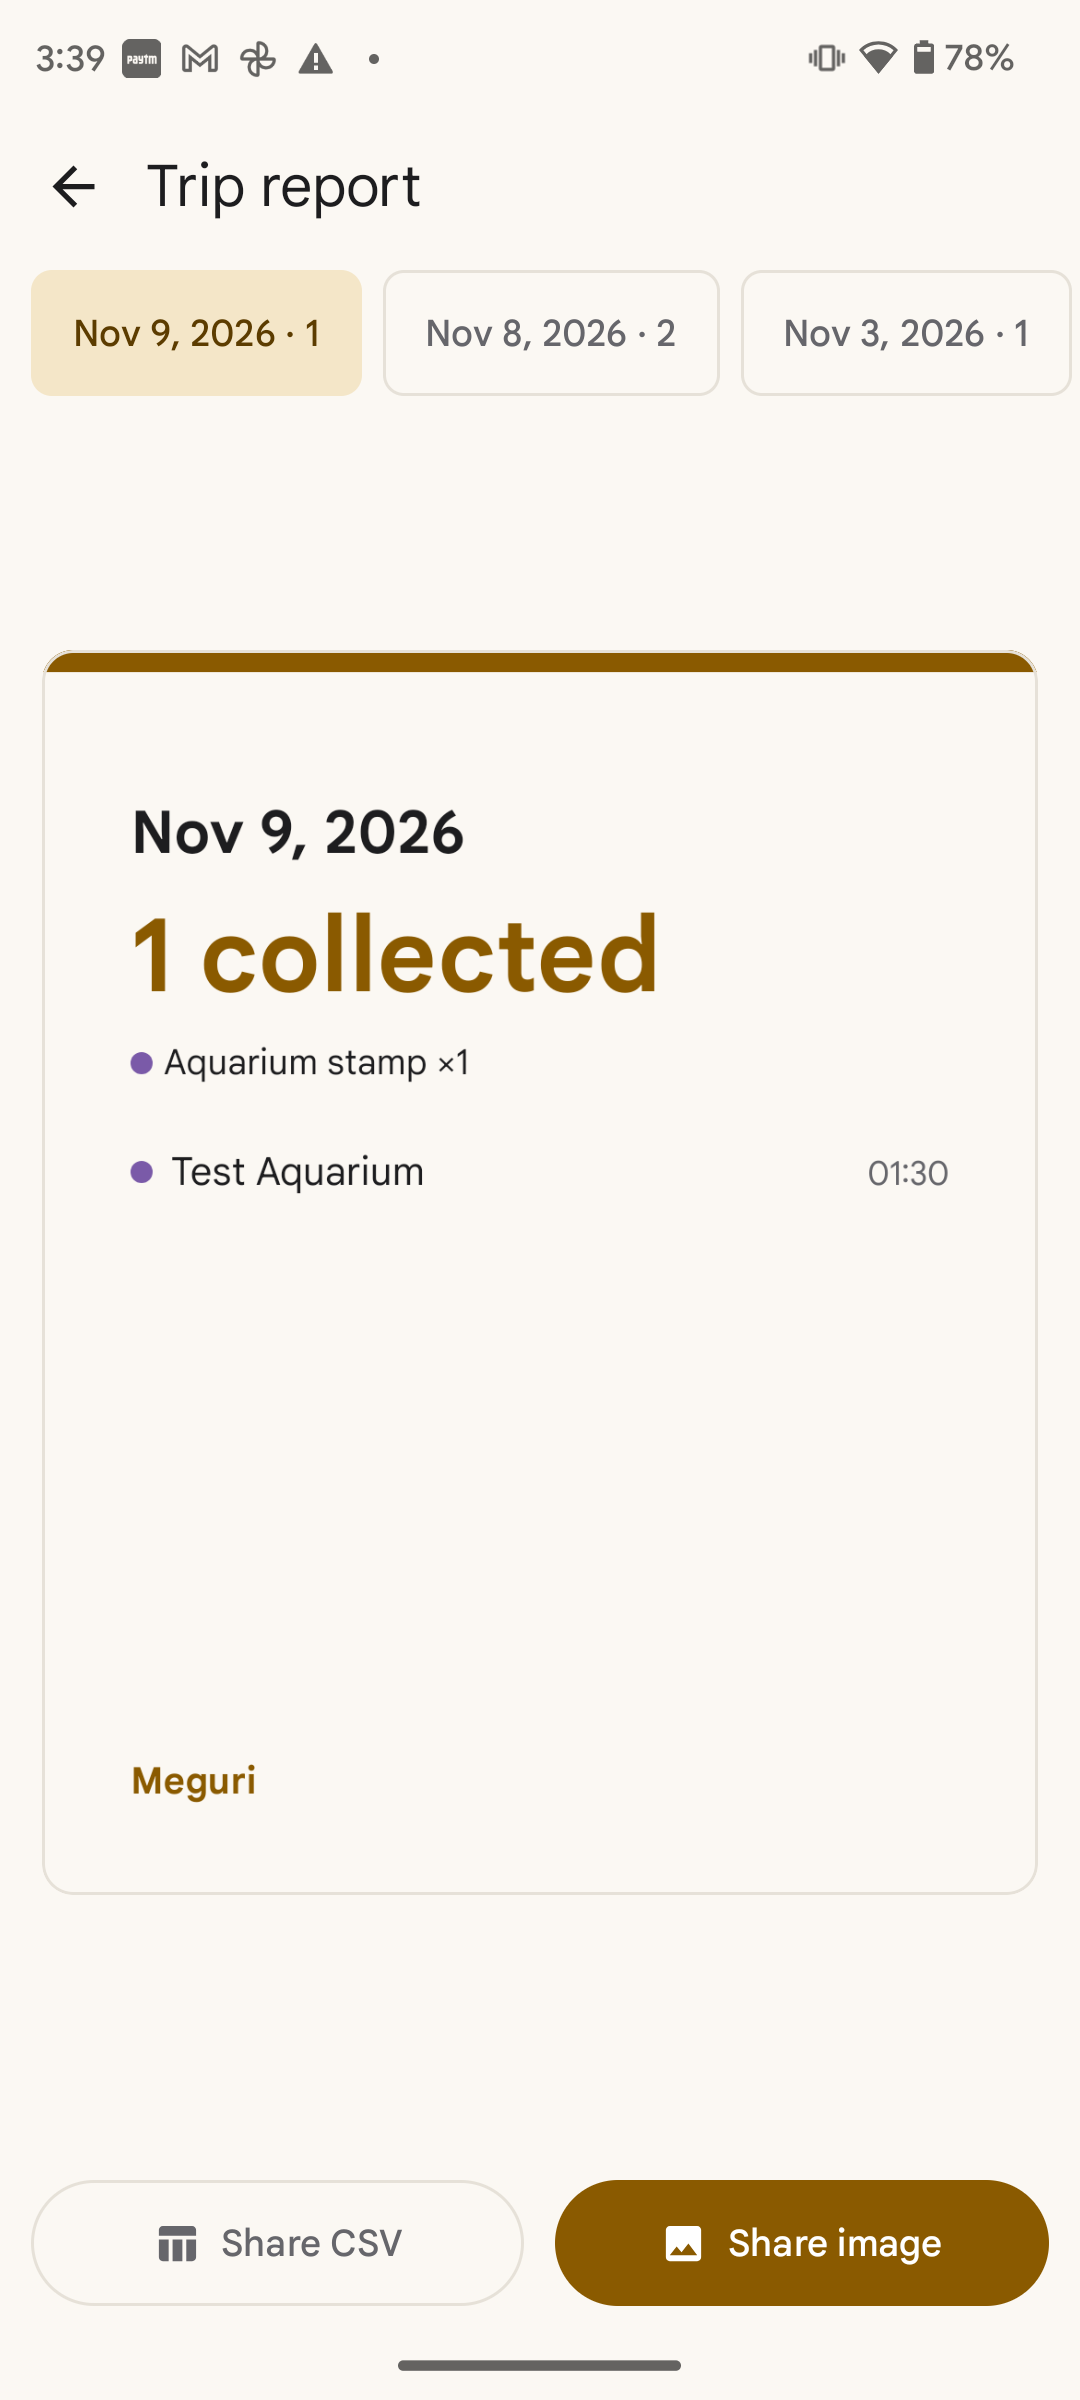 3:39 paytm 78%
Trip report
Nov 9, 2026 · 1
Nov 8, 2026 · 2
Nov 3, 2026 · 1
Nov 9, 2026
1 collected
Aquarium stamp ×1
Test Aquarium 01:30
Meguri
Share CSV
Share image